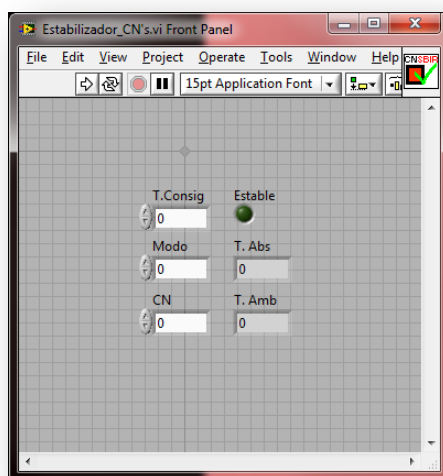 Estabilizador_CN's.vi Front Panel
File Edit View Project Operate Tools Window Help
CNSBIR
15pt Application Font
T.Consig Estable
0
Modo T. Abs
0 0
CN T. Amb
0 0